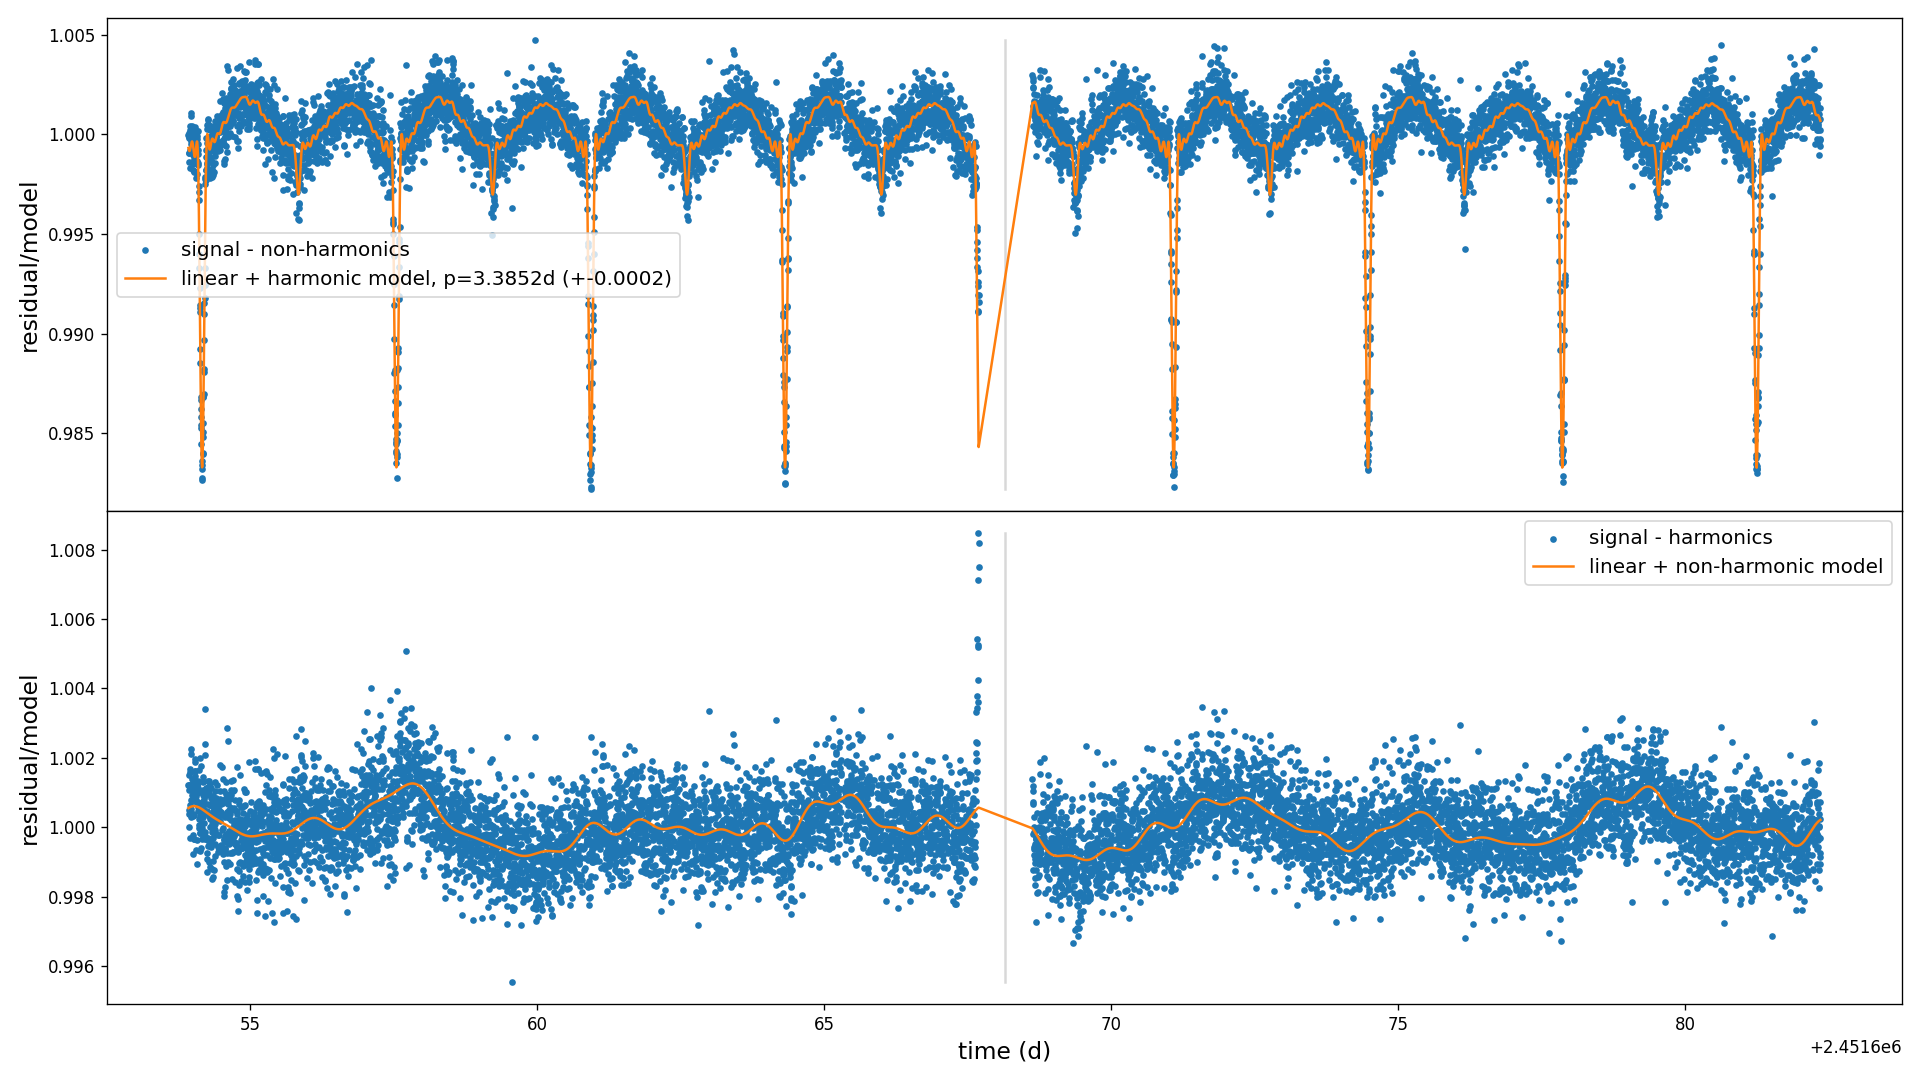 1.005
1.000
0.995
0.990
0.985
residual/model
signal - non-harmonics
linear + harmonic model, p=3.3852d (+-0.0002)
1.008
1.006
1.004
1.002
1.000
0.998
0.996
residual/model
signal - harmonics
linear + non-harmonic model
55 60 65 70 75 80
time (d)
+2.4516e6